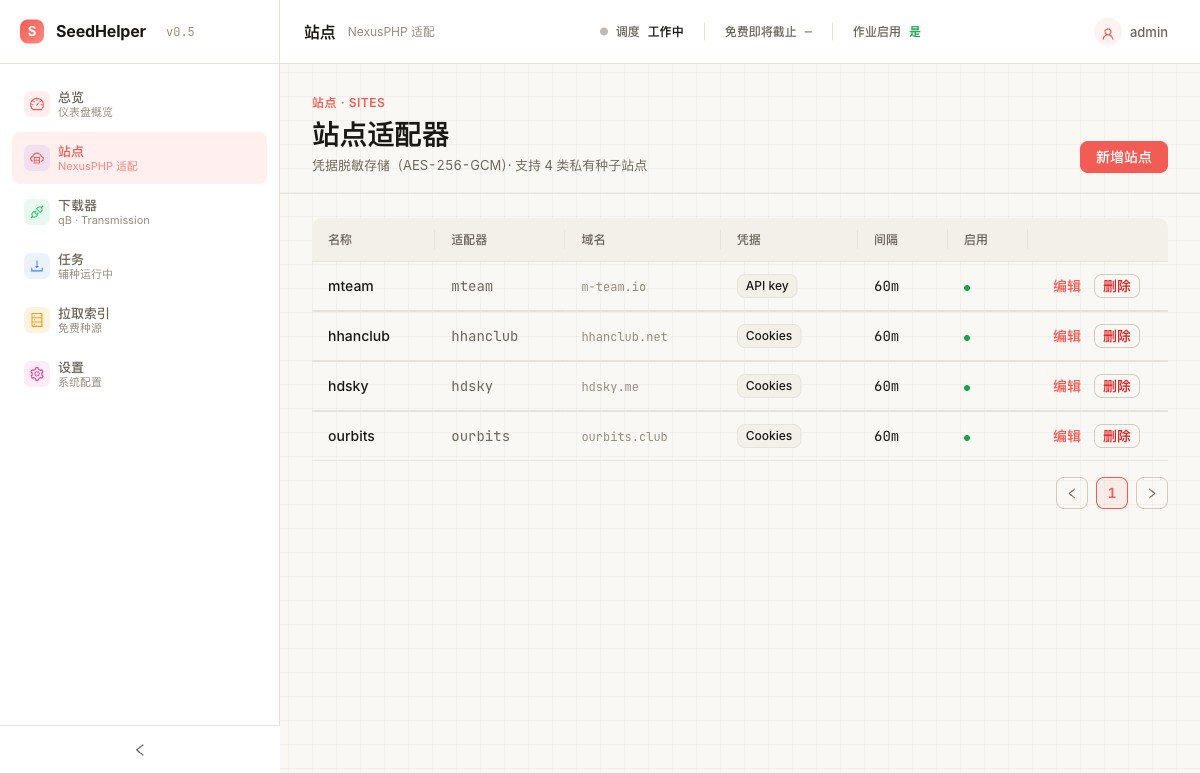 S SeedHelper v0.5
站点 NexusPHP 适配
调度 工作中
免费即将截止 —
作业启用 是
admin
总览
仪表盘概览
站点
NexusPHP 适配
下载器
qB · Transmission
任务
辅种运行中
拉取索引
免费种源
设置
系统配置
站点 · SITES
站点适配器
凭据脱敏存储（AES-256-GCM）· 支持 4 类私有种子站点
新增站点
名称 适配器 域名 凭据 间隔 启用
mteam mteam m-team.io API key 60m 编辑 删除
hhanclub hhanclub hhanclub.net Cookies 60m 编辑 删除
hdsky hdsky hdsky.me Cookies 60m 编辑 删除
ourbits ourbits ourbits.club Cookies 60m 编辑 删除
1